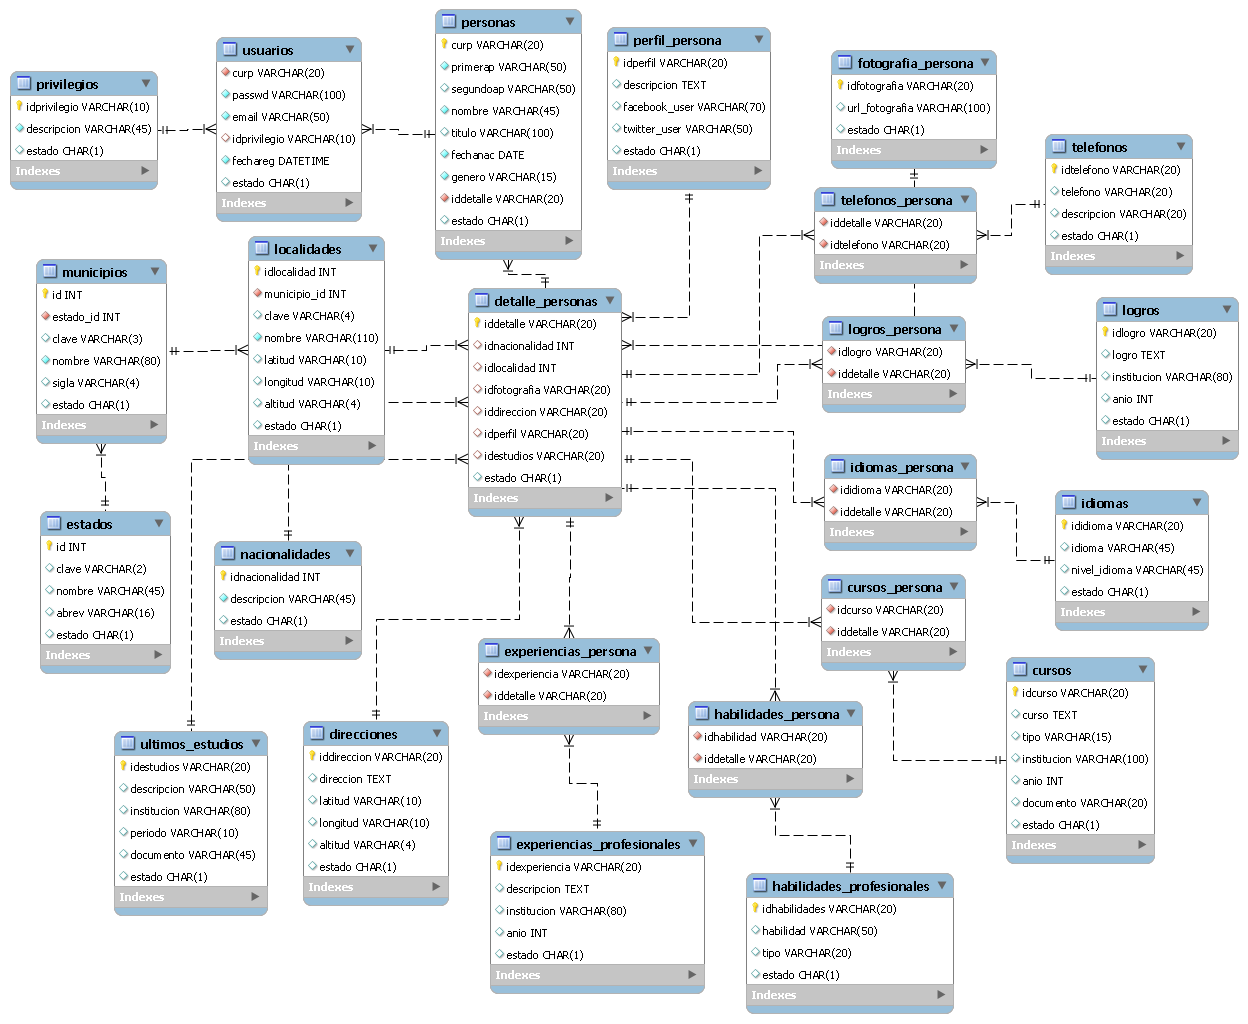 privilegios
idprivilegio VARCHAR(10)
descripcion VARCHAR(45)
estado CHAR(1)
Indexes
usuarios
curp VARCHAR(20)
passwd VARCHAR(100)
email VARCHAR(50)
idprivilegio VARCHAR(10)
fechareg DATETIME
estado CHAR(1)
Indexes
personas
curp VARCHAR(20)
primerap VARCHAR(50)
segundoap VARCHAR(50)
nombre VARCHAR(45)
titulo VARCHAR(100)
fechanac DATE
genero VARCHAR(15)
iddetalle VARCHAR(20)
estado CHAR(1)
Indexes
perfil_persona
idperfil VARCHAR(20)
descripcion TEXT
facebook_user VARCHAR(70)
twitter_user VARCHAR(50)
estado CHAR(1)
Indexes
fotografia_persona
idfotografia VARCHAR(20)
url_fotografia VARCHAR(100)
estado CHAR(1)
Indexes
telefonos
idtelefono VARCHAR(20)
telefono VARCHAR(20)
descripcion VARCHAR(20)
estado CHAR(1)
Indexes
telefonos_persona
iddetalle VARCHAR(20)
idtelefono VARCHAR(20)
Indexes
municipios
id INT
estado_id INT
clave VARCHAR(3)
nombre VARCHAR(80)
sigla VARCHAR(4)
estado CHAR(1)
Indexes
localidades
idlocalidad INT
municipio_id INT
clave VARCHAR(4)
nombre VARCHAR(110)
latitud VARCHAR(10)
longitud VARCHAR(10)
altitud VARCHAR(4)
estado CHAR(1)
Indexes
detalle_personas
iddetalle VARCHAR(20)
idnacionalidad INT
idlocalidad INT
idfotografia VARCHAR(20)
iddireccion VARCHAR(20)
idperfil VARCHAR(20)
idestudios VARCHAR(20)
estado CHAR(1)
Indexes
logros_persona
idlogro VARCHAR(20)
iddetalle VARCHAR(20)
Indexes
logros
idlogro VARCHAR(20)
logro TEXT
institucion VARCHAR(80)
anio INT
estado CHAR(1)
Indexes
idiomas_persona
ididioma VARCHAR(20)
iddetalle VARCHAR(20)
Indexes
idiomas
ididioma VARCHAR(20)
idioma VARCHAR(45)
nivel_idioma VARCHAR(45)
estado CHAR(1)
Indexes
estados
id INT
clave VARCHAR(2)
nombre VARCHAR(45)
abrev VARCHAR(16)
estado CHAR(1)
Indexes
nacionalidades
idnacionalidad INT
descripcion VARCHAR(45)
estado CHAR(1)
Indexes
cursos_persona
idcurso VARCHAR(20)
iddetalle VARCHAR(20)
Indexes
experiencias_persona
idexperiencia VARCHAR(20)
iddetalle VARCHAR(20)
Indexes
cursos
idcurso VARCHAR(20)
curso TEXT
tipo VARCHAR(15)
institucion VARCHAR(100)
anio INT
documento VARCHAR(20)
estado CHAR(1)
Indexes
habilidades_persona
idhabilidad VARCHAR(20)
iddetalle VARCHAR(20)
Indexes
ultimos_estudios
idestudios VARCHAR(20)
descripcion VARCHAR(50)
institucion VARCHAR(80)
periodo VARCHAR(10)
documento VARCHAR(45)
estado CHAR(1)
Indexes
direcciones
iddireccion VARCHAR(20)
direccion TEXT
latitud VARCHAR(10)
longitud VARCHAR(10)
altitud VARCHAR(4)
estado CHAR(1)
Indexes
experiencias_profesionales
idexperiencia VARCHAR(20)
descripcion TEXT
institucion VARCHAR(80)
anio INT
estado CHAR(1)
Indexes
habilidades_profesionales
idhabilidades VARCHAR(20)
habilidad VARCHAR(50)
tipo VARCHAR(20)
estado CHAR(1)
Indexes